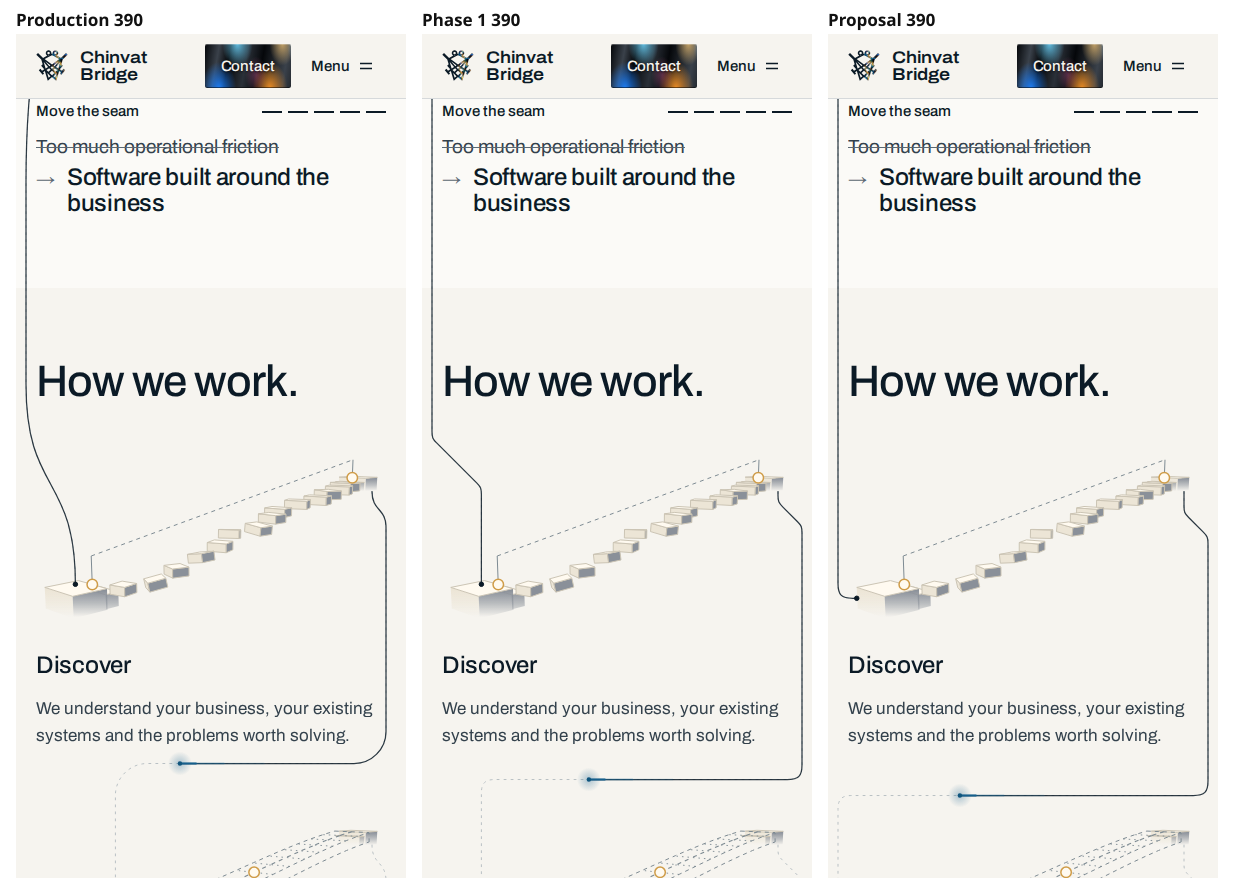 Production 390
Chinvat
Bridge
Contact
Menu
Move the seam
Too much operational friction
→ Software built around the
business
How we work.
Discover
We understand your business, your existing
systems and the problems worth solving.
Phase 1 390
Chinvat
Bridge
Contact
Menu
Move the seam
Too much operational friction
→ Software built around the
business
How we work.
Discover
We understand your business, your existing
systems and the problems worth solving.
Proposal 390
Chinvat
Bridge
Contact
Menu
Move the seam
Too much operational friction
→ Software built around the
business
How we work.
Discover
We understand your business, your existing
systems and the problems worth solving.